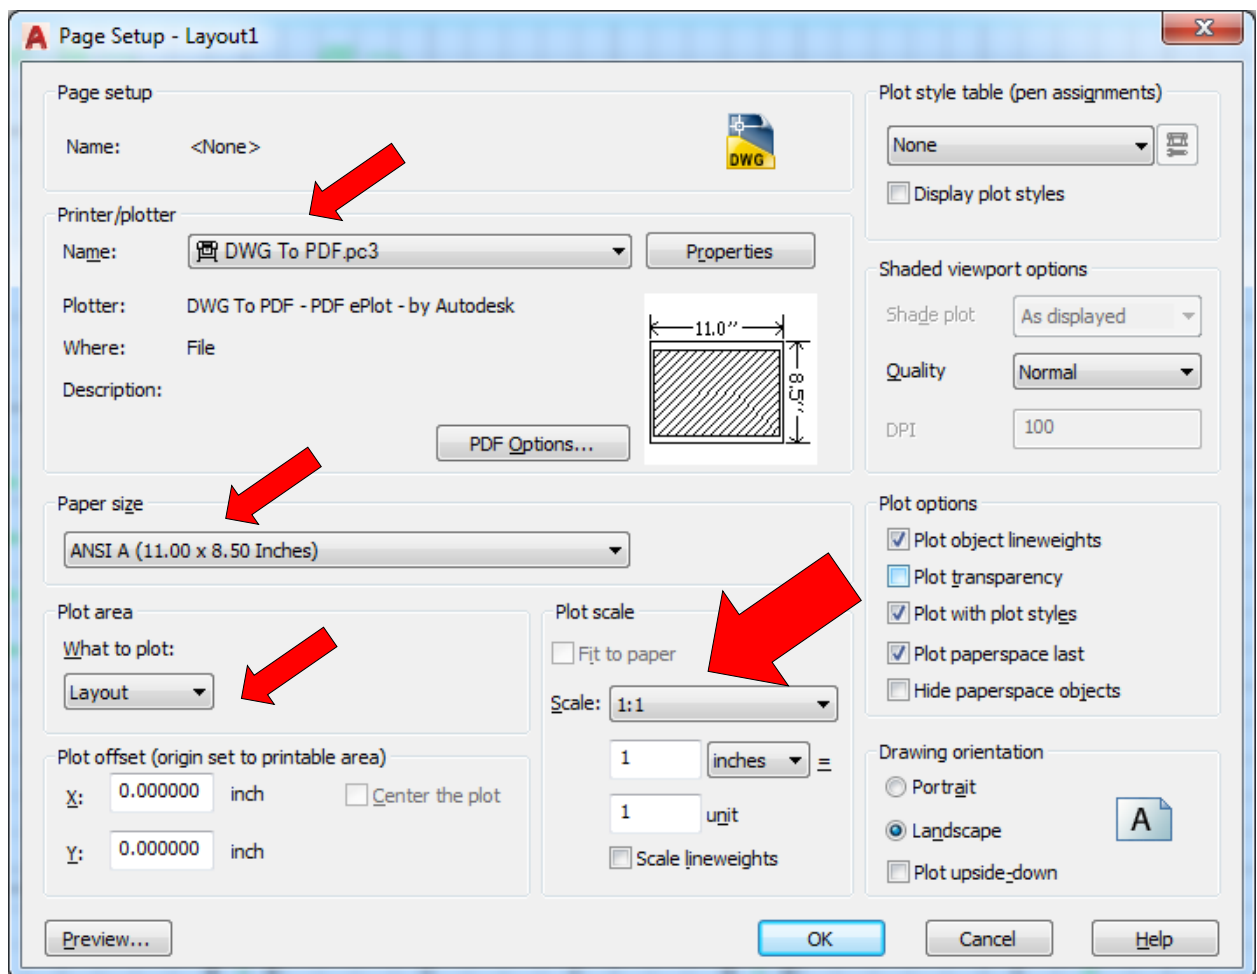 Page Setup - Layout1
Page setup
Name: <None>
DWG
Printer/plotter
Name: DWG To PDF.pc3 Properties
Plotter: DWG To PDF - PDF ePlot - by Autodesk
Where: File
Description:
11.0’’
8.5’’
PDF Options...
Paper size
ANSI A (11.00 x 8.50 Inches)
Plot area
What to plot:
Layout
Plot scale
Fit to paper
Scale: 1:1
1 inches =
1 unit
Scale lineweights
Plot offset (origin set to printable area)
X: 0.000000 inch Center the plot
Y: 0.000000 inch
Plot style table (pen assignments)
None
Display plot styles
Shaded viewport options
Shade plot As displayed
Quality Normal
DPI 100
Plot options
Plot object lineweights
Plot transparency
Plot with plot styles
Plot paperspace last
Hide paperspace objects
Drawing orientation
Portrait
Landscape
A
Plot upside-down
Preview... OK Cancel Help